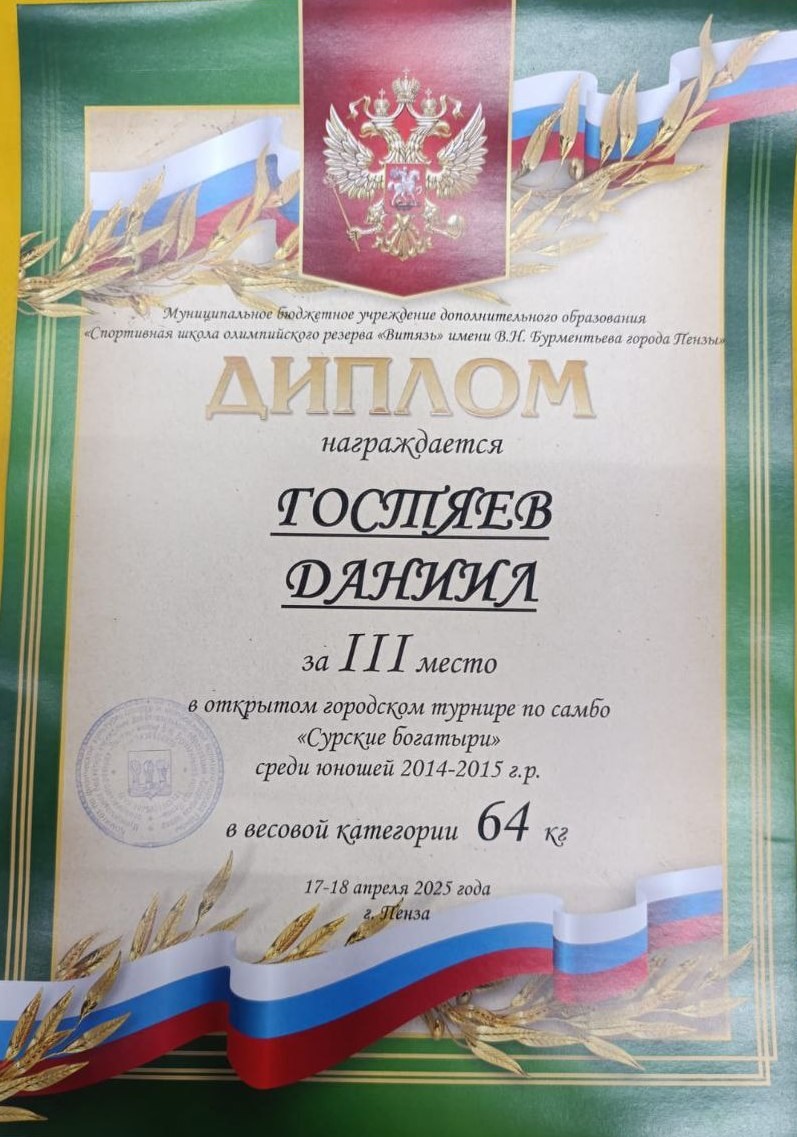 Муниципальное бюджетное учреждение дополнительного образования
«Спортивная школа олимпийского резерва «Витязь» имени В.Н. Бурментьева города Пензы»
ДИПЛОМ
награждается
ГОСТЯЕВ
ДАНИИЛ
за III место
в открытом городском турнире по самбо
«Сурские богатыри»
среди юношей 2014-2015 г.р.
в весовой категории 64 кг
17-18 апреля 2025 года
г. Пенза